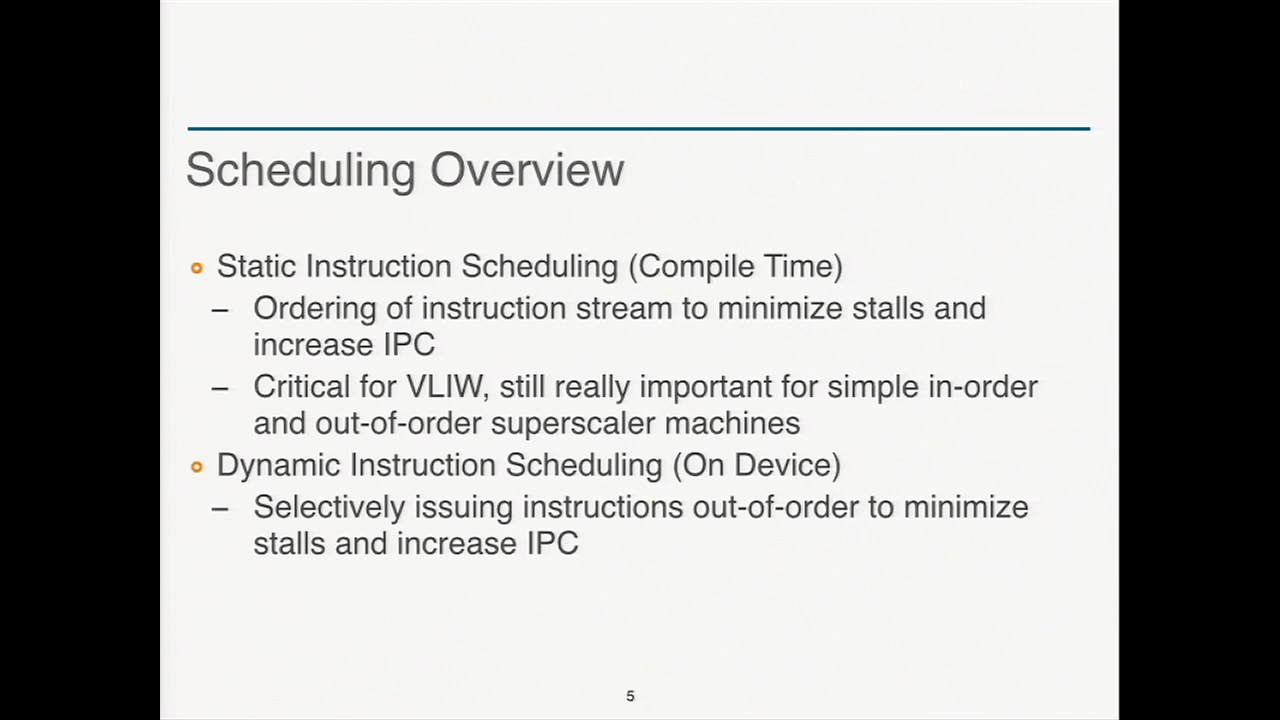 Scheduling Overview
Static Instruction Scheduling (Compile Time)
– Ordering of instruction stream to minimize stalls and
increase IPC
– Critical for VLIW, still really important for simple in-order
and out-of-order superscaler machines
Dynamic Instruction Scheduling (On Device)
– Selectively issuing instructions out-of-order to minimize
stalls and increase IPC
5